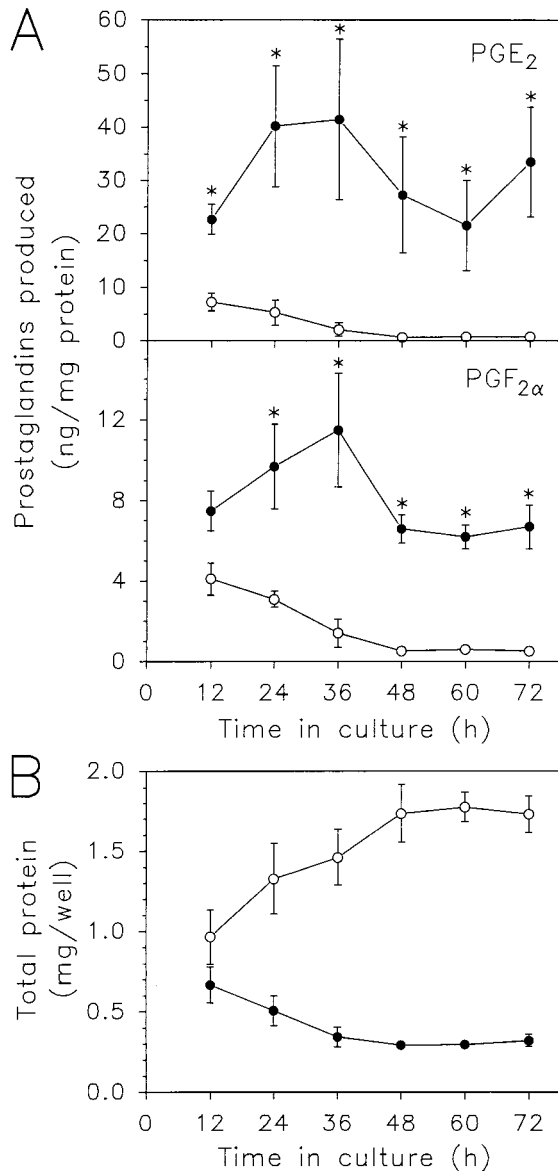 A
60
50
40
30
20
10
0
PGE2
* * * * * *
Prostaglandins produced
(ng/mg protein)
12
8
4
0
PGF2α
* * * * *
0 12 24 36 48 60 72
Time in culture (h)
B
2.0
1.5
1.0
0.5
0.0
Total protein
(mg/well)
0 12 24 36 48 60 72
Time in culture (h)